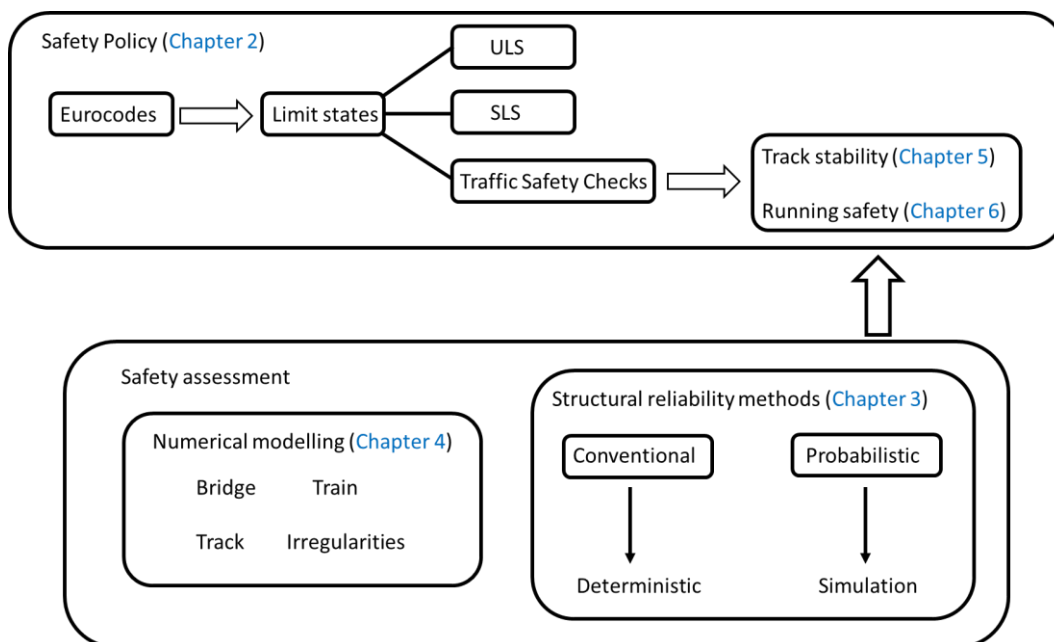 Safety Policy (Chapter 2)
ULS
Eurocodes
Limit states
SLS
Traffic Safety Checks
Track stability (Chapter 5)
Running safety (Chapter 6)
Safety assessment
Numerical modelling (Chapter 4)
Bridge Train
Track Irregularities
Structural reliability methods (Chapter 3)
Conventional
Probabilistic
Deterministic
Simulation